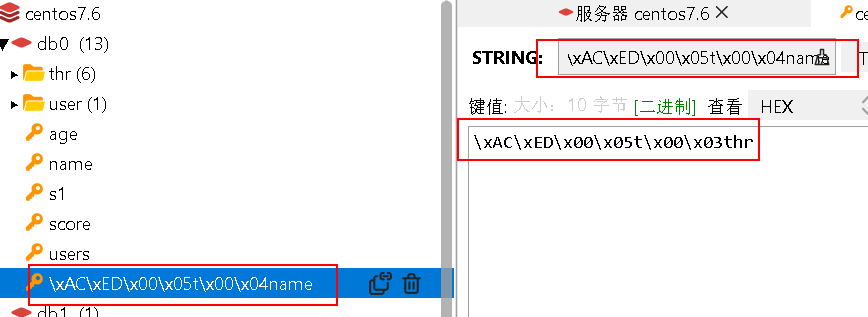 centos7.6
db0 (13)
thr (6)
user (1)
age
name
s1
score
users
\xAC\xED\x00\x05t\x00\x04name
db1 (1)
服务器 centos7.6
STRING: \xAC\xED\x00\x05t\x00\x04name
键值: 大小: 10 字节 [二进制] 查看 HEX
\xAC\xED\x00\x05t\x00\x03thr